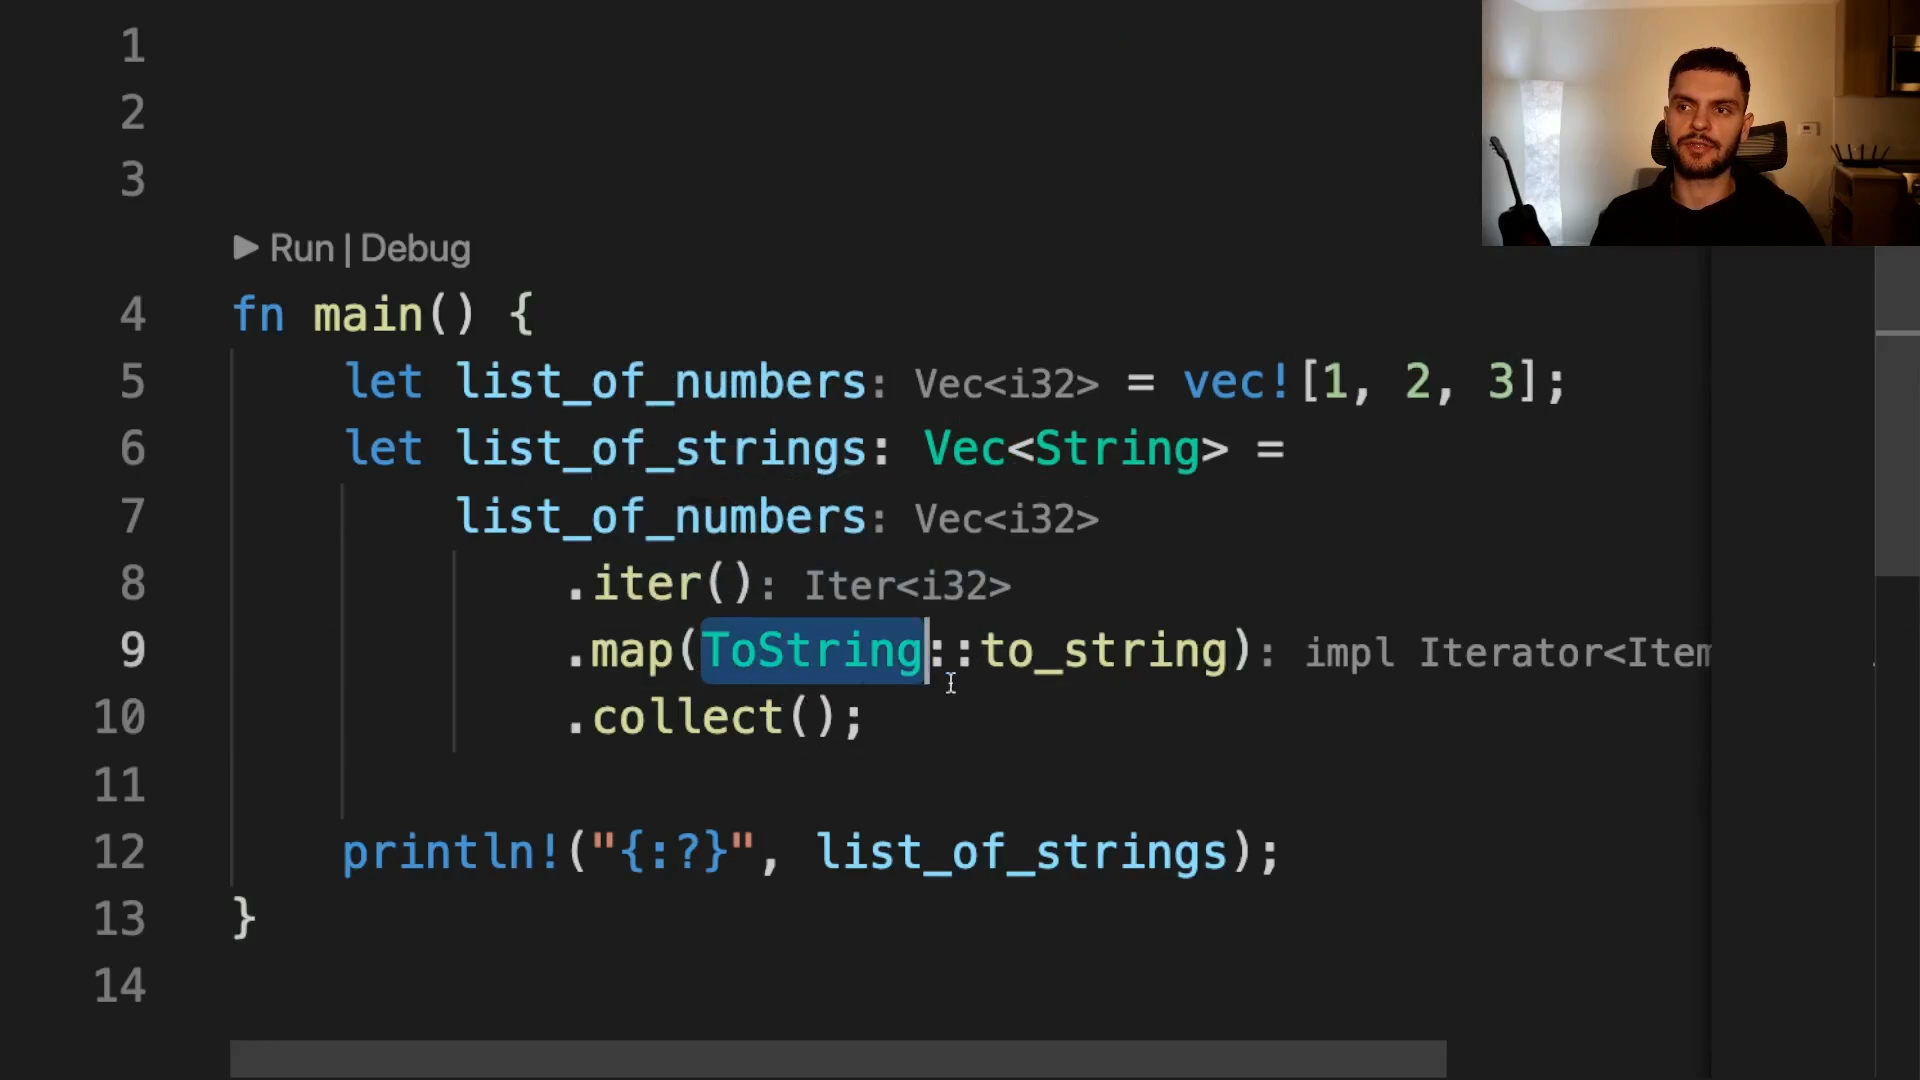 1
2
3
▶ Run | Debug
4 fn main() {
5 let list_of_numbers: Vec<i32> = vec![1, 2, 3];
6 let list_of_strings: Vec<String> =
7 list_of_numbers: Vec<i32>
8 .iter(): Iter<i32>
9 .map(ToString::to_string): impl Iterator<Item
10 .collect();
11
12 println!("{:?}", list_of_strings);
13 }
14